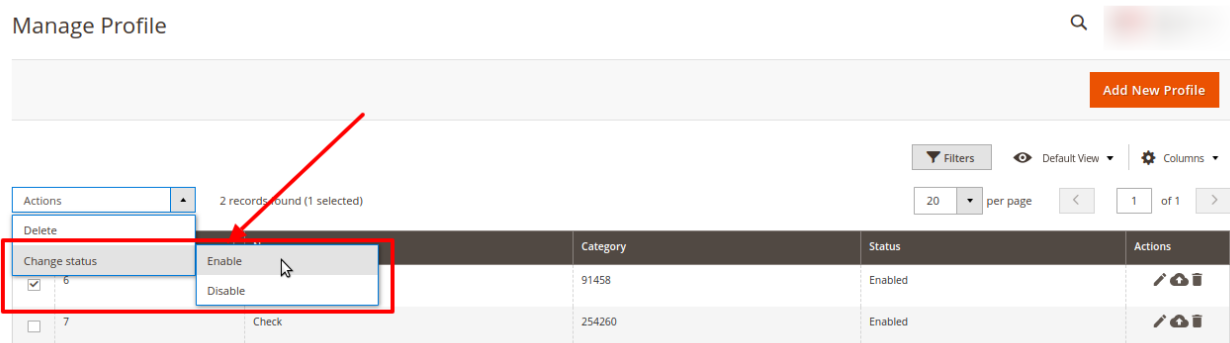 Manage Profile
Add New Profile
Filters
Default View
Columns
Actions
2 records found (1 selected)
20
per page
1
of 1
Delete
Category
Status
Actions
Change status
Enable
Disable
6
91458
Enabled
7
Check
254260
Enabled